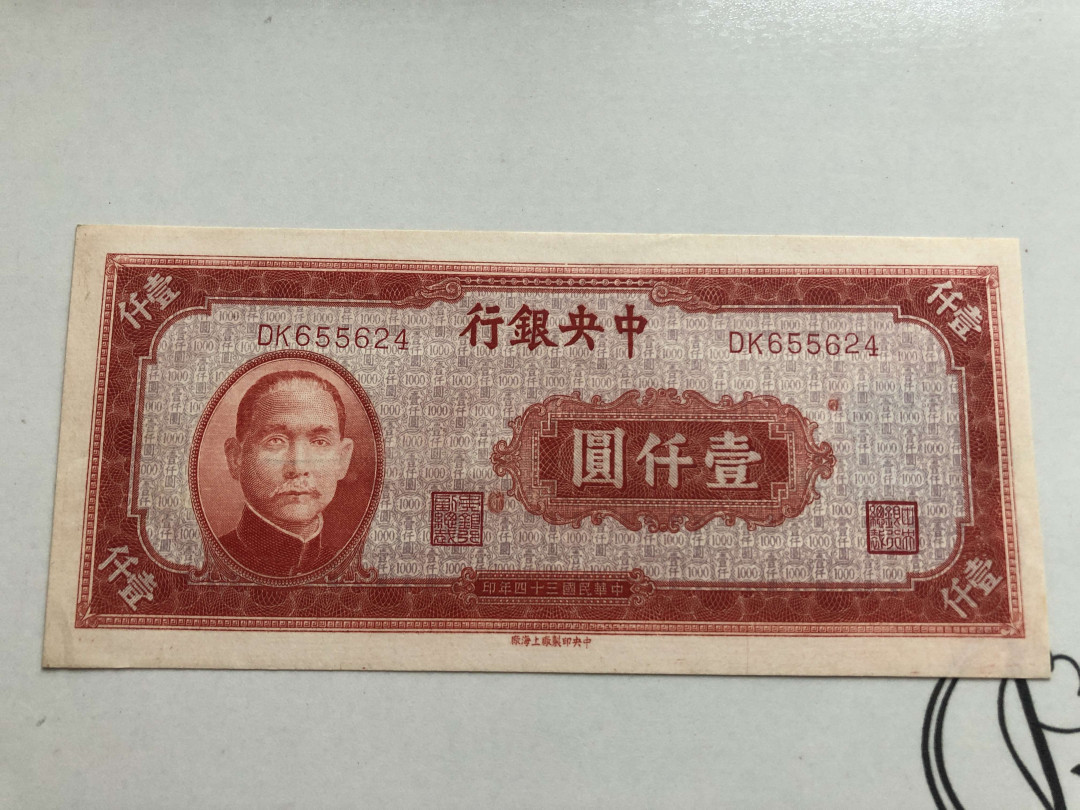 壹仟
壹仟
中央銀行
DK655624
DK655624
壹仟圓
中華民國三十四年印
壹仟
壹仟
中央印製廠上海廠